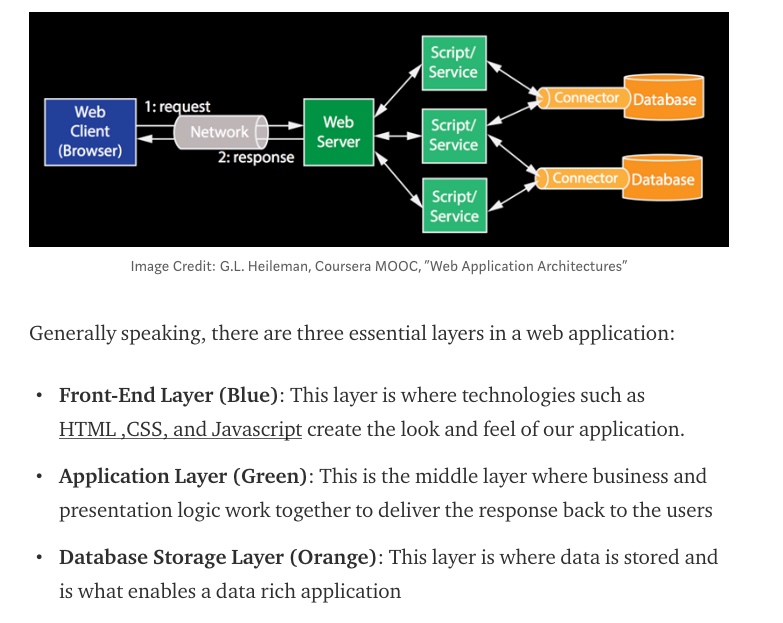 Web
Client
(Browser)
1: request
Network
2: response
Web
Server
Script/
Service
Script/
Service
Script/
Service
Connector
Database
Connector
Database
Image Credit: G.L. Heileman, Coursera MOOC, “Web Application Architectures”
Generally speaking, there are three essential layers in a web application:
• Front-End Layer (Blue): This layer is where technologies such as
HTML ,CSS, and Javascript create the look and feel of our application.
• Application Layer (Green): This is the middle layer where business and
presentation logic work together to deliver the response back to the users
• Database Storage Layer (Orange): This layer is where data is stored and
is what enables a data rich application